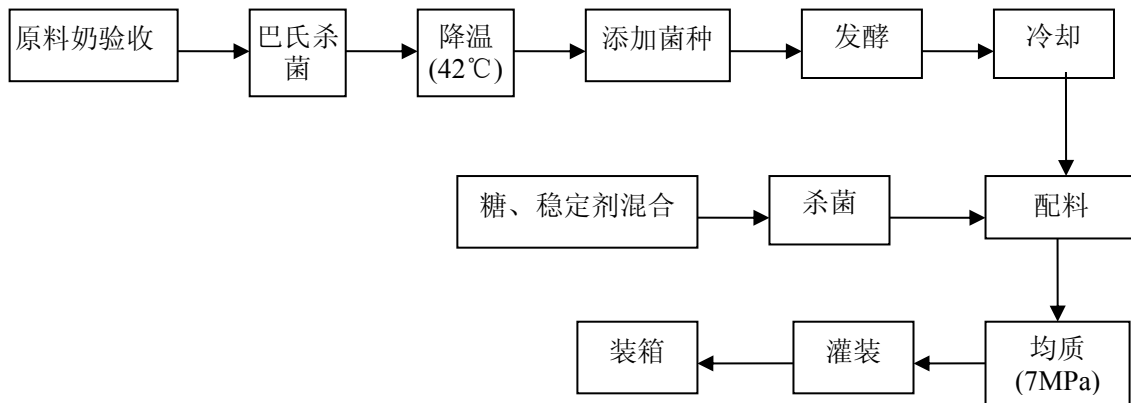 原料奶验收
巴氏杀
菌
降温
(42℃)
添加菌种
发酵
冷却
糖、稳定剂混合
杀菌
配料
装箱
灌装
均质
(7MPa)